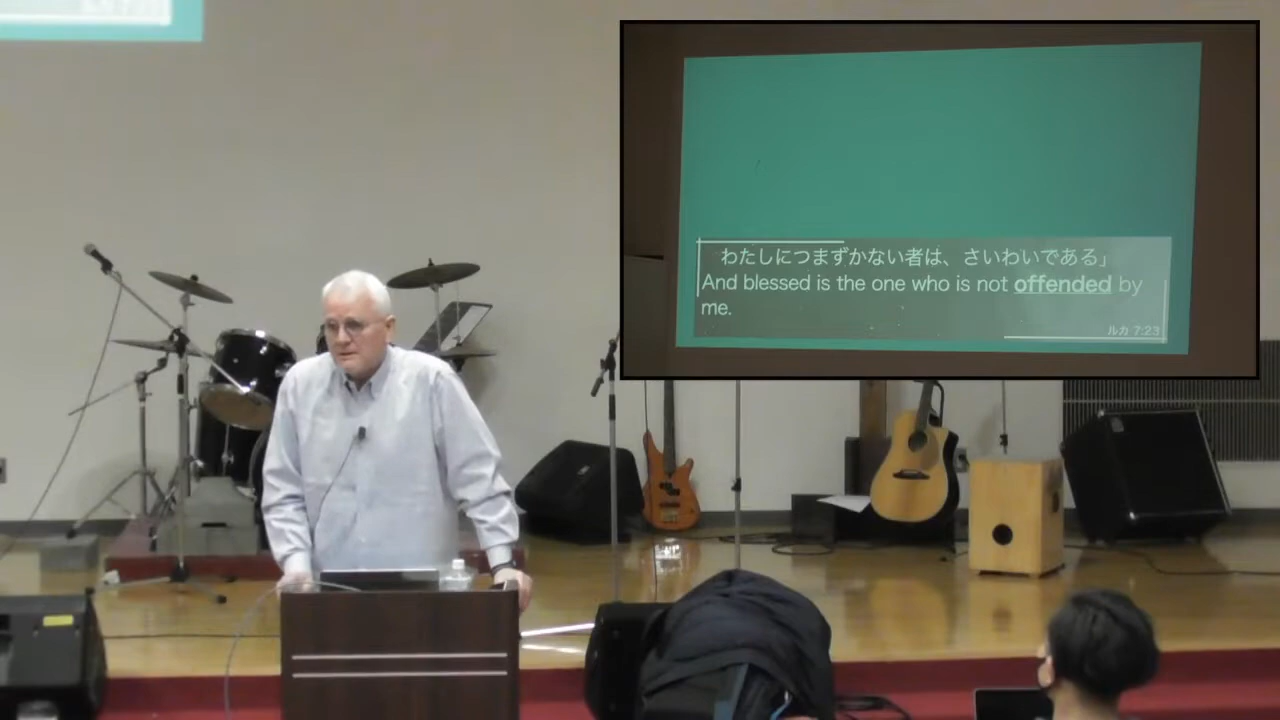 わたしにつまずかない者は、さいわいである」
And blessed is the one who is not offended by
me.
ルカ 7:23